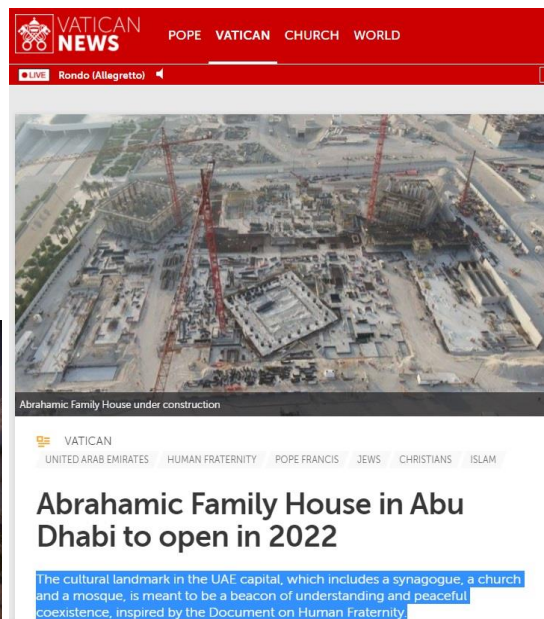 VATICAN
NEWS
POPE VATICAN CHURCH WORLD
LIVE Rondo (Allegretto)
Abrahamic Family House under construction
VATICAN
UNITED ARAB EMIRATES HUMAN FRATERNITY POPE FRANCIS JEWS CHRISTIANS ISLAM
Abrahamic Family House in Abu
Dhabi to open in 2022
The cultural landmark in the UAE capital, which includes a synagogue, a church
and a mosque, is meant to be a beacon of understanding and peaceful
coexistence, inspired by the Document on Human Fraternity.